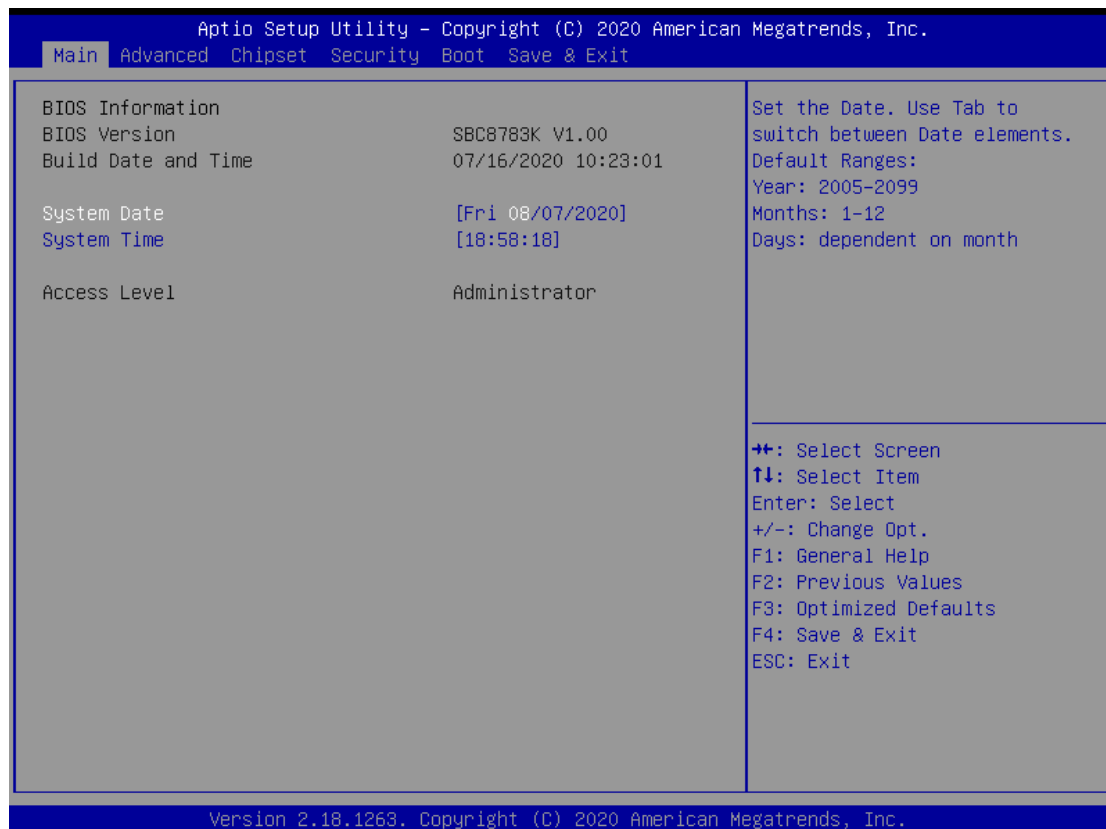 Aptio Setup Utility – Copyright (C) 2020 American Megatrends, Inc.
Main Advanced Chipset Security Boot Save & Exit
BIOS Information
BIOS Version SBC8783K V1.00
Build Date and Time 07/16/2020 10:23:01
System Date [Fri 08/07/2020]
System Time [18:58:18]
Access Level Administrator
Set the Date. Use Tab to
switch between Date elements.
Default Ranges:
Year: 2005-2099
Months: 1-12
Days: dependent on month
→←: Select Screen
↑↓: Select Item
Enter: Select
+/-: Change Opt.
F1: General Help
F2: Previous Values
F3: Optimized Defaults
F4: Save & Exit
ESC: Exit
Version 2.18.1263. Copyright (C) 2020 American Megatrends, Inc.